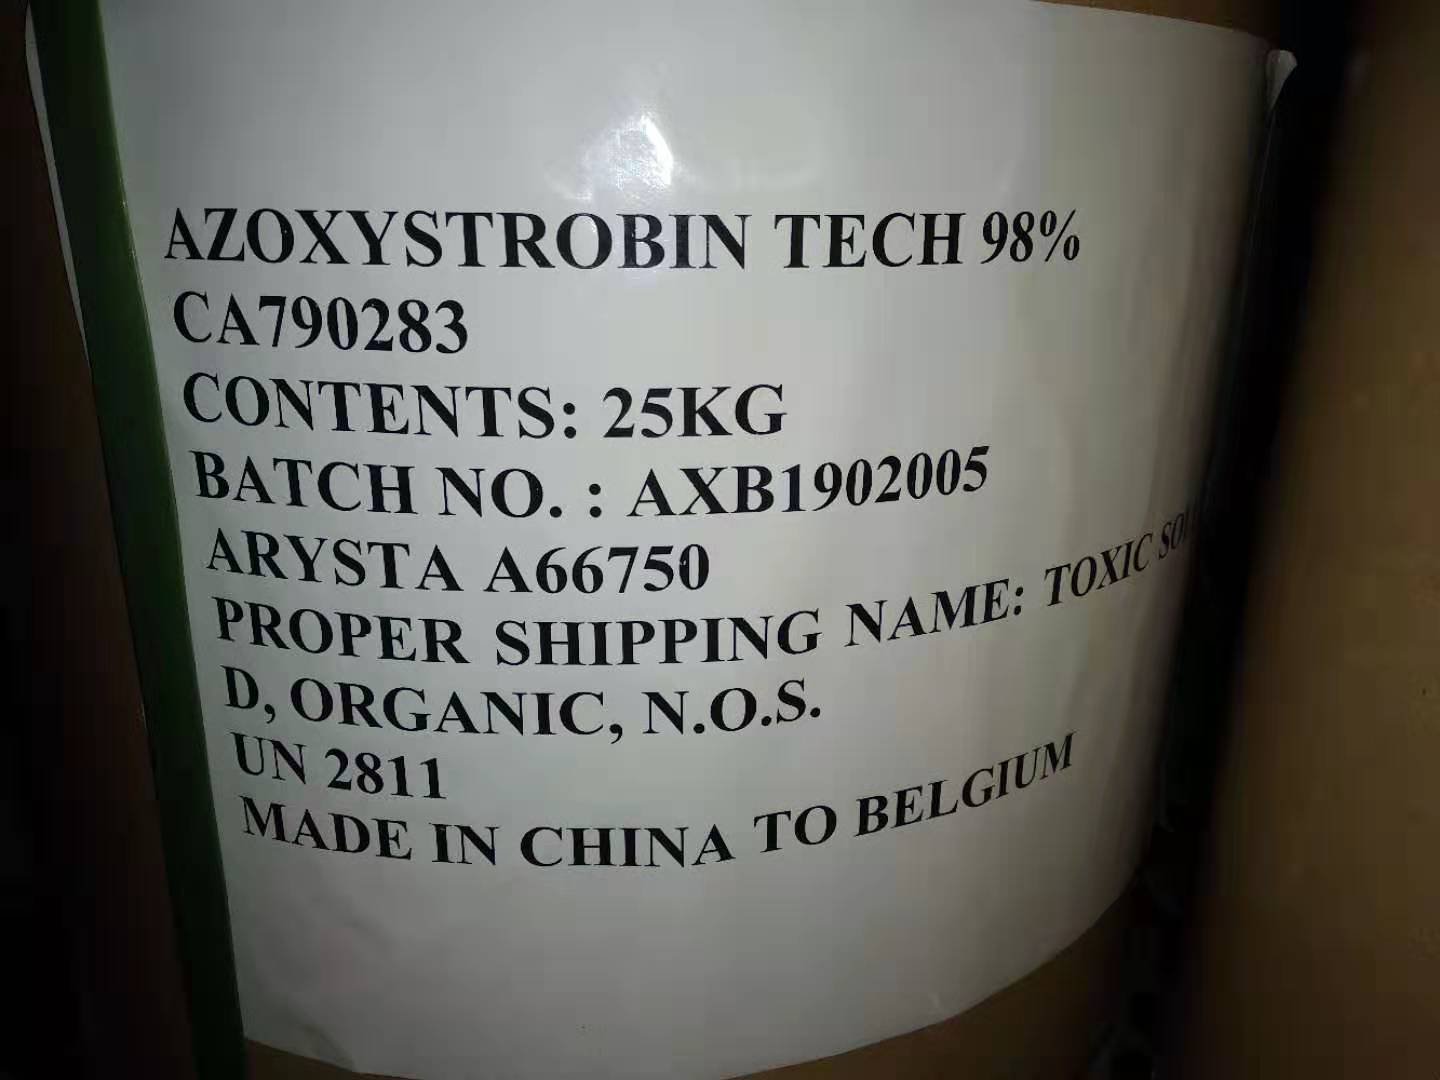 AZOXYSTROBIN TECH 98%
CA790283
CONTENTS: 25KG
BATCH NO. : AXB1902005
ARYSTA A66750
PROPER SHIPPING NAME: TOXIC
D, ORGANIC, N.O.S.
UN 2811
MADE IN CHINA TO BELGIUM